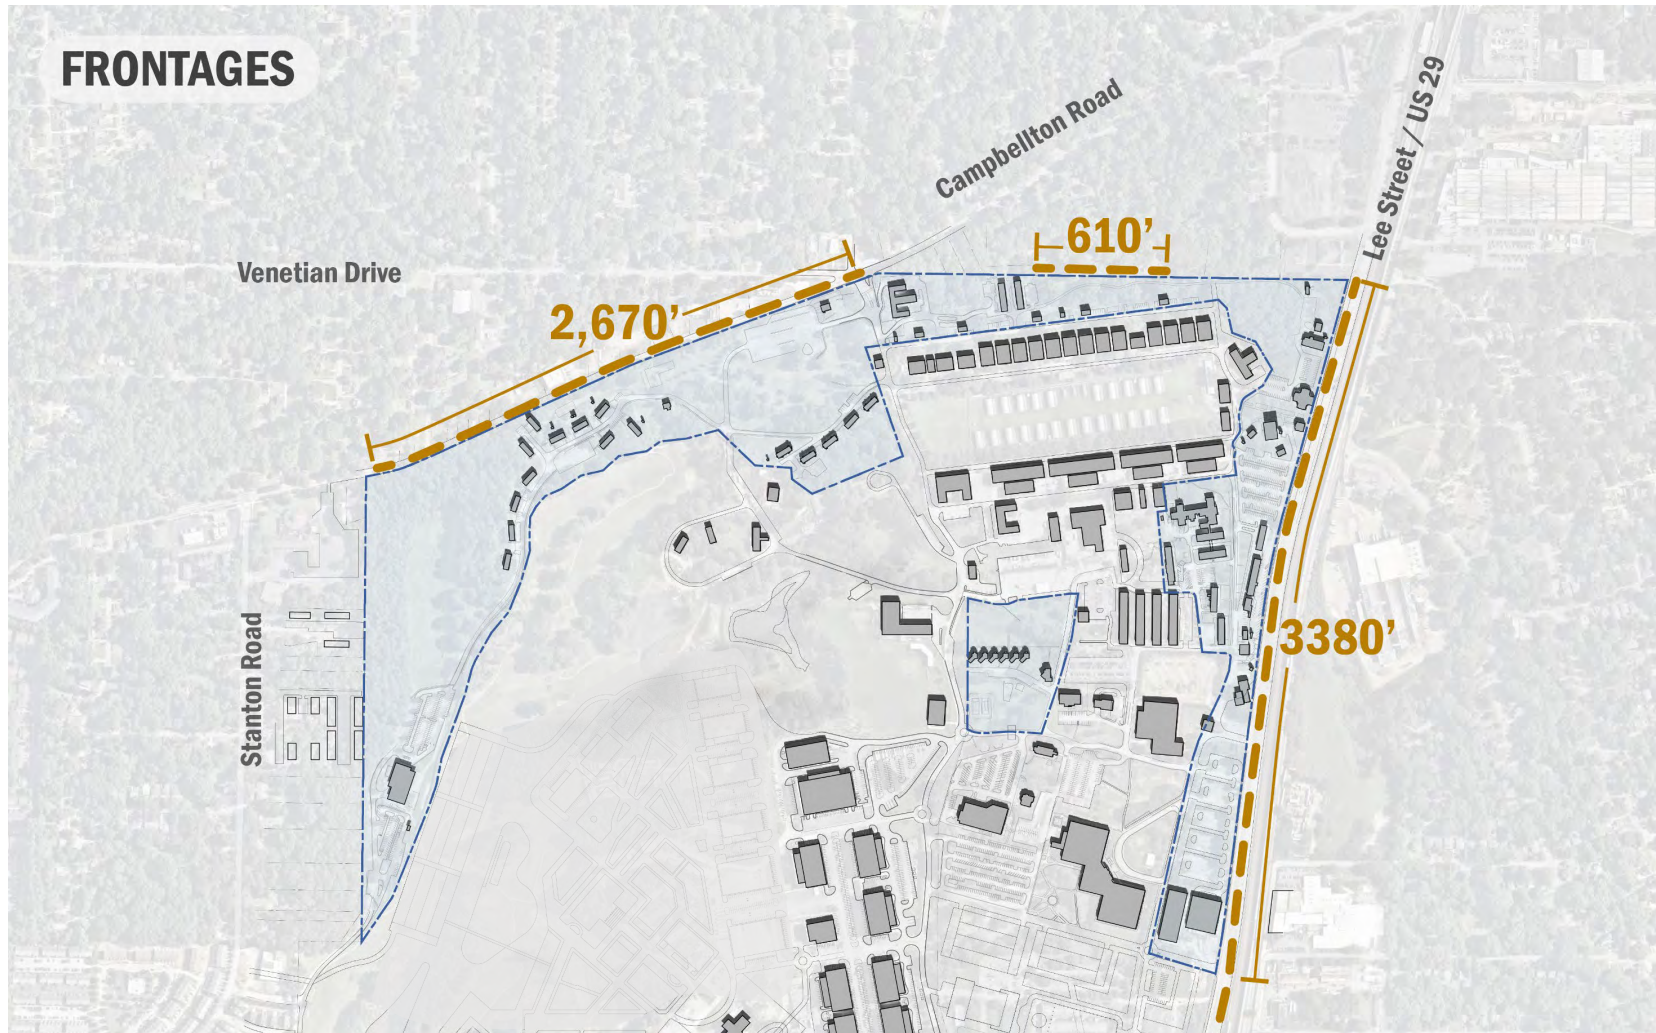 FRONTAGES
Campbellton Road
Lee Street / US 29
610’
Venetian Drive
2,670’
3380’
Stanton Road